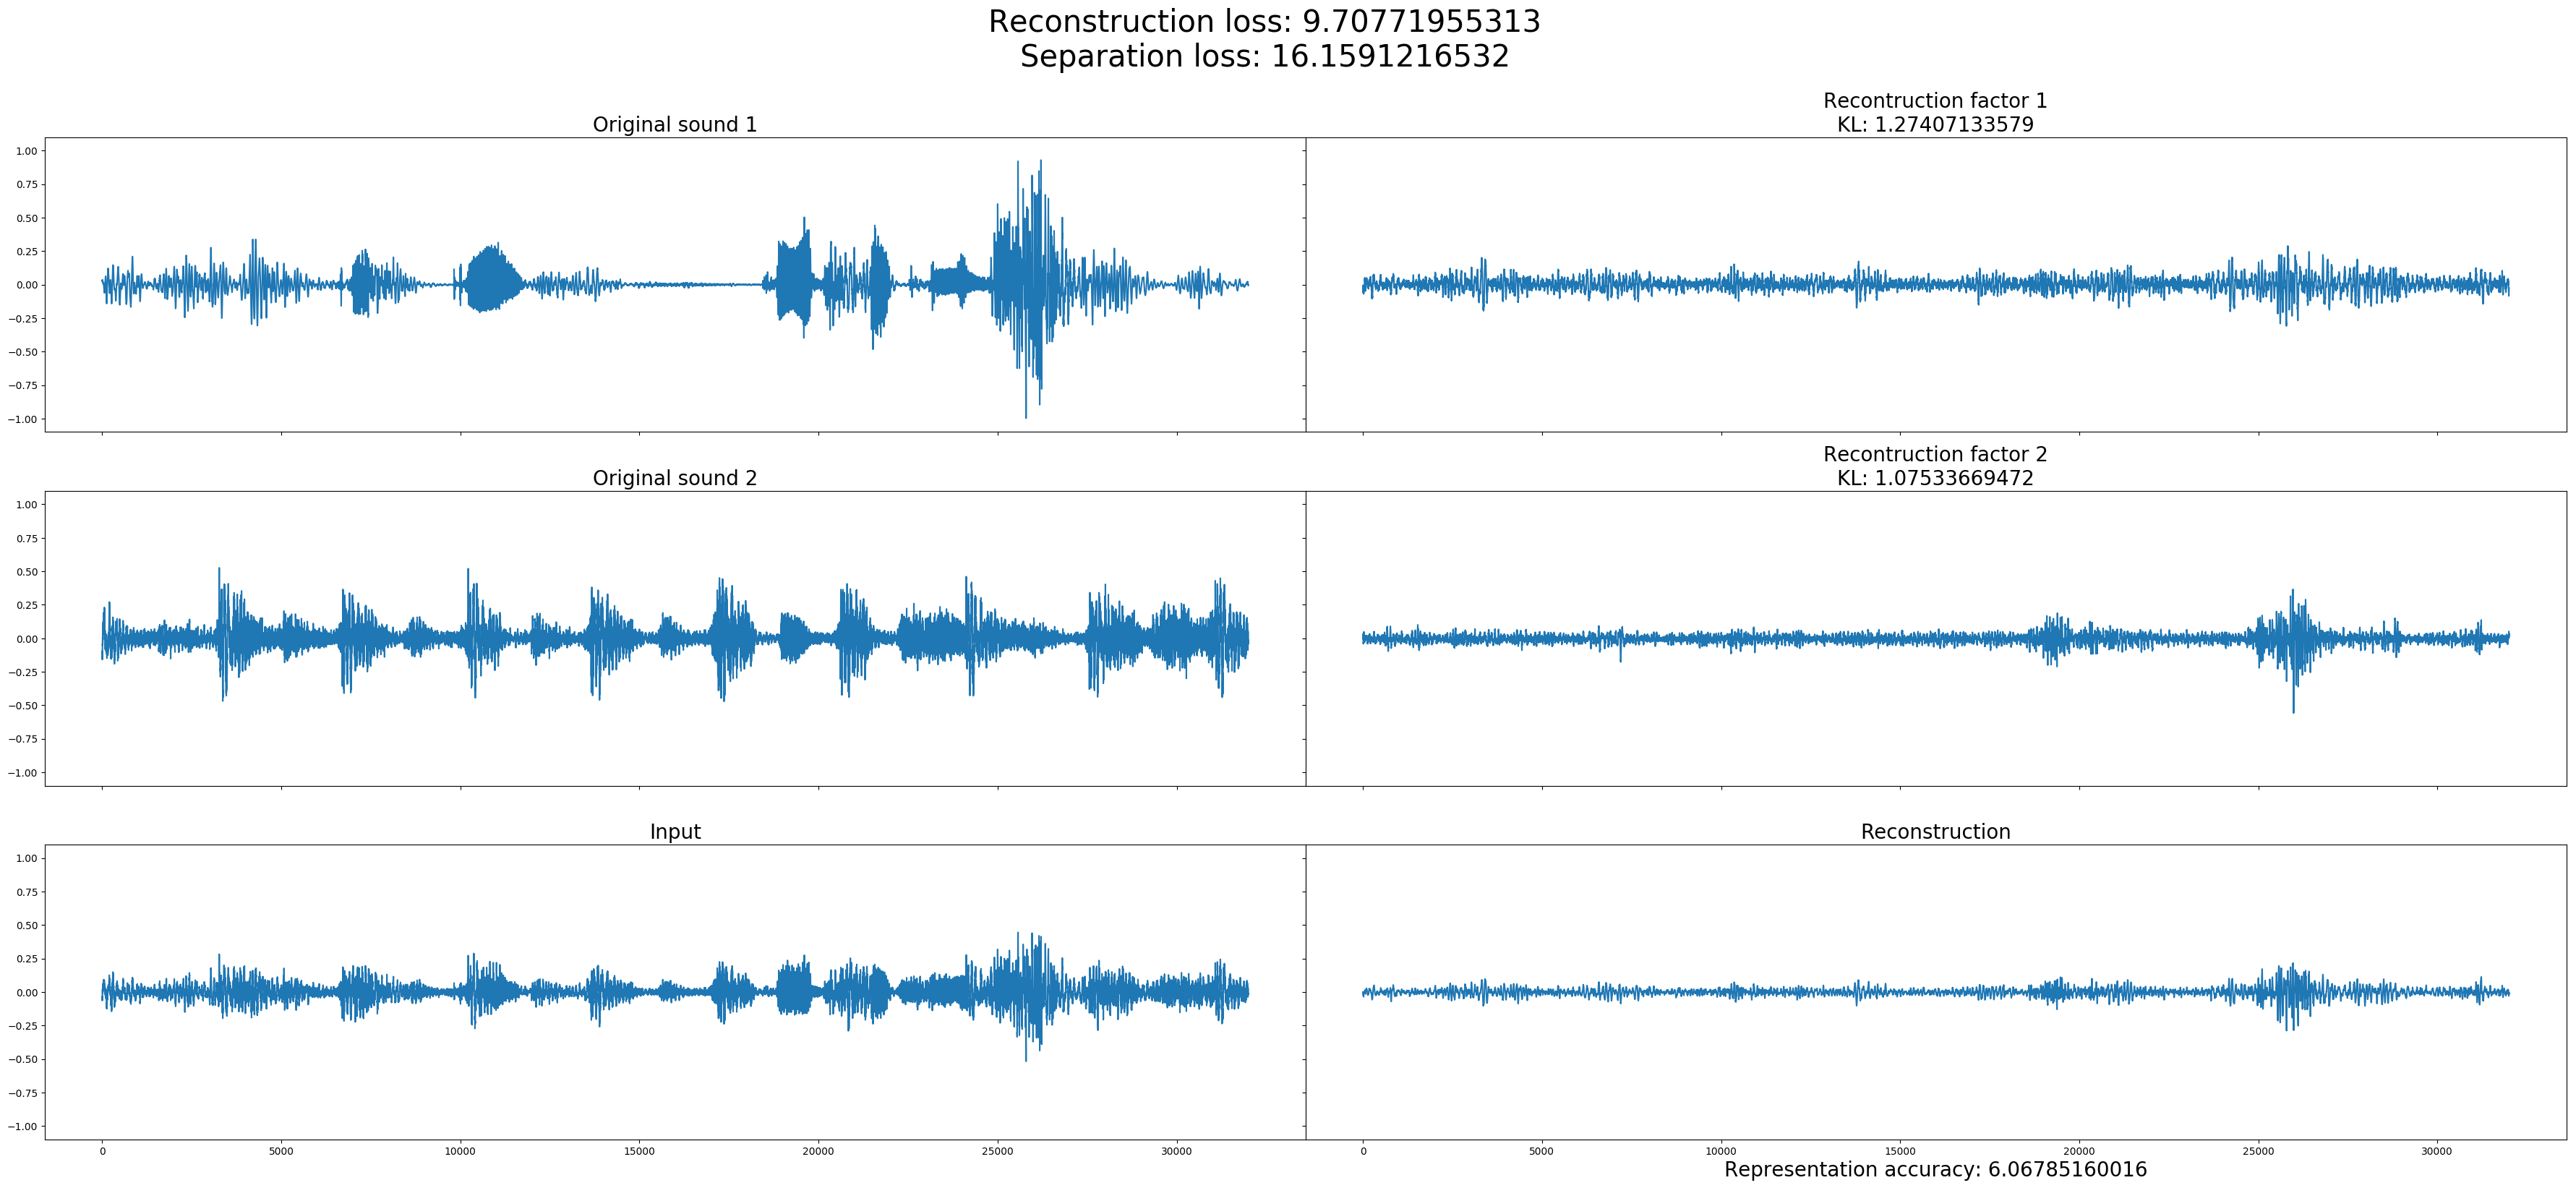 Reconstruction loss: 9.70771955313
Separation loss: 16.1591216532
Original sound 1
Recontruction factor 1
KL: 1.27407133579
1.00
0.75
0.50
0.25
0.00
−0.25
−0.50
−0.75
−1.00
Original sound 2
Recontruction factor 2
KL: 1.07533669472
1.00
0.75
0.50
0.25
0.00
−0.25
−0.50
−0.75
−1.00
Input
Reconstruction
1.00
0.75
0.50
0.25
0.00
−0.25
−0.50
−0.75
−1.00
0 5000 10000 15000 20000 25000 30000
0 5000 10000 15000 20000 25000 30000
Representation accuracy: 6.06785160016